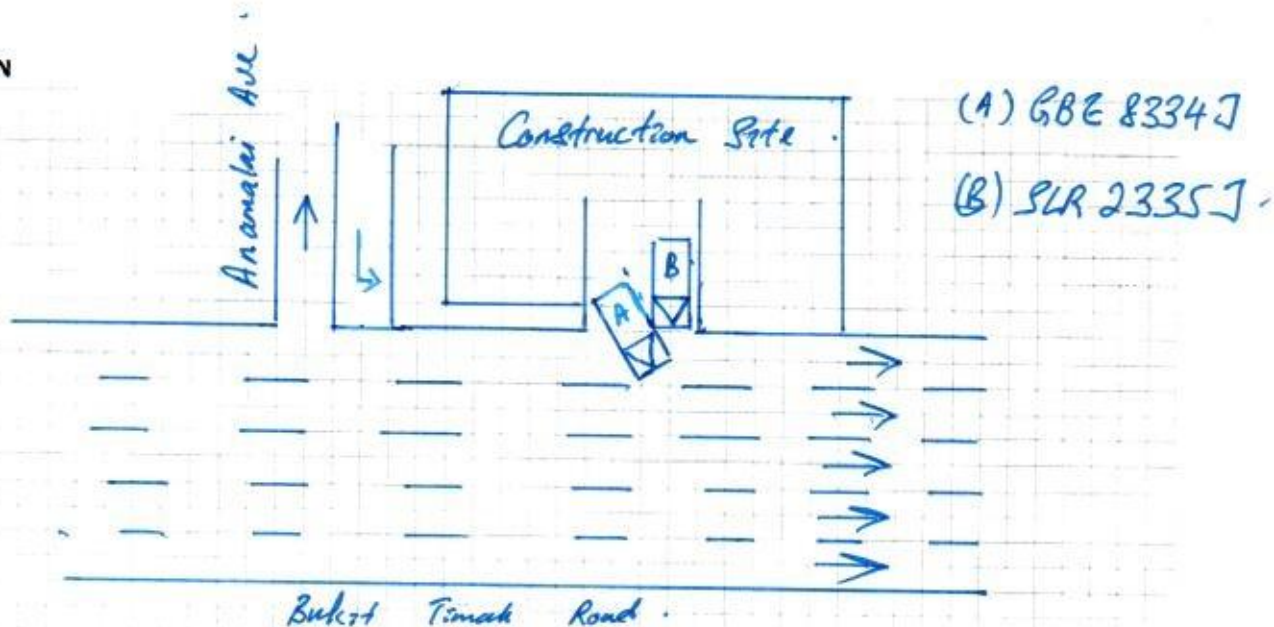 N
Anamalai Ave.
Construction Site.
(A) GBE 8334J
(B) SLR 2335J.
B
A
Bukit Timah Road.